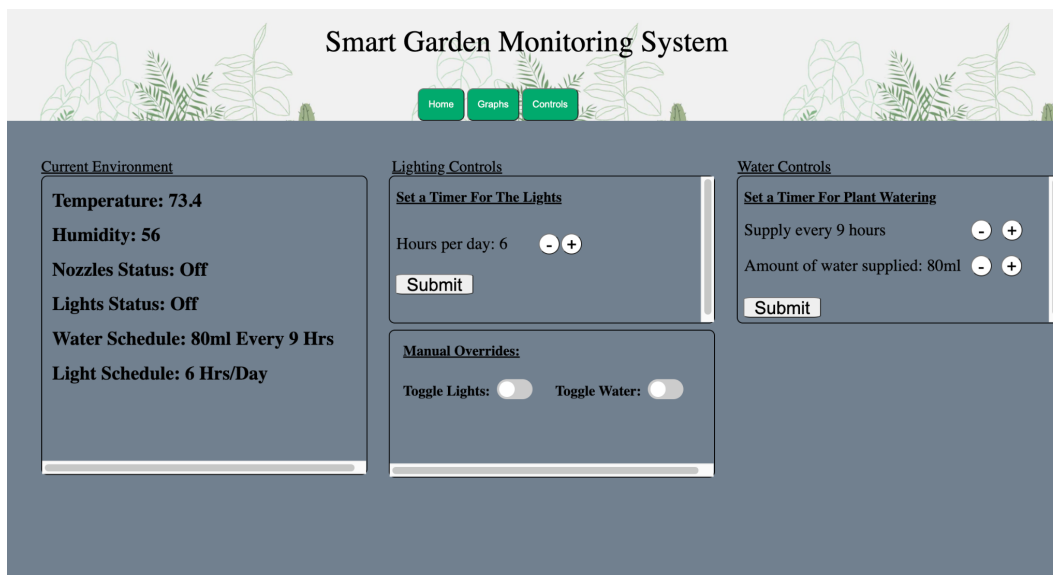 Smart Garden Monitoring System
Home Graphs Controls
Current Environment
Temperature: 73.4
Humidity: 56
Nozzles Status: Off
Lights Status: Off
Water Schedule: 80ml Every 9 Hrs
Light Schedule: 6 Hrs/Day
Lighting Controls
Set a Timer For The Lights
Hours per day: 6 - +
Submit
Manual Overrides:
Toggle Lights: Toggle Water:
Water Controls
Set a Timer For Plant Watering
Supply every 9 hours - +
Amount of water supplied: 80ml - +
Submit